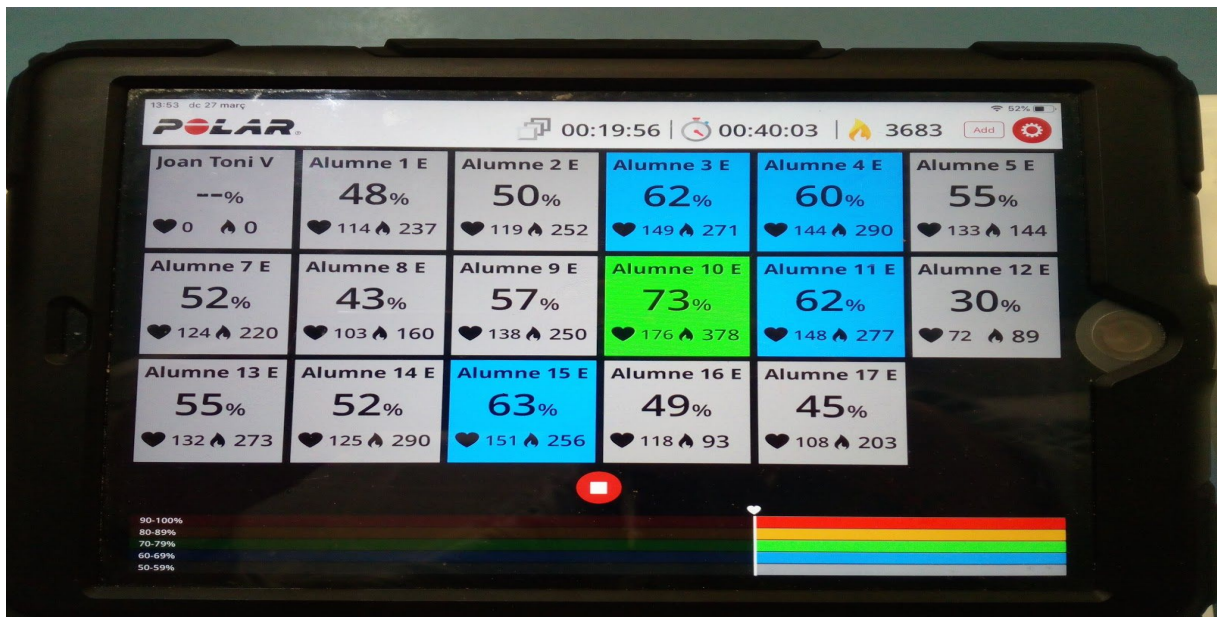 13:53 dc 27 març 52%
POLAR 00:19:56 | 00:40:03 | 3683 Add
Joan Toni V Alumne 1 E Alumne 2 E Alumne 3 E Alumne 4 E Alumne 5 E
--% 48% 50% 62% 60% 55%
0 0 114 237 119 252 149 271 144 290 133 144
Alumne 7 E Alumne 8 E Alumne 9 E Alumne 10 E Alumne 11 E Alumne 12 E
52% 43% 57% 73% 62% 30%
124 220 103 160 138 250 176 378 148 277 72 89
Alumne 13 E Alumne 14 E Alumne 15 E Alumne 16 E Alumne 17 E
55% 52% 63% 49% 45%
132 273 125 290 151 256 118 93 108 203
90-100%
80-89%
70-79%
60-69%
50-59%